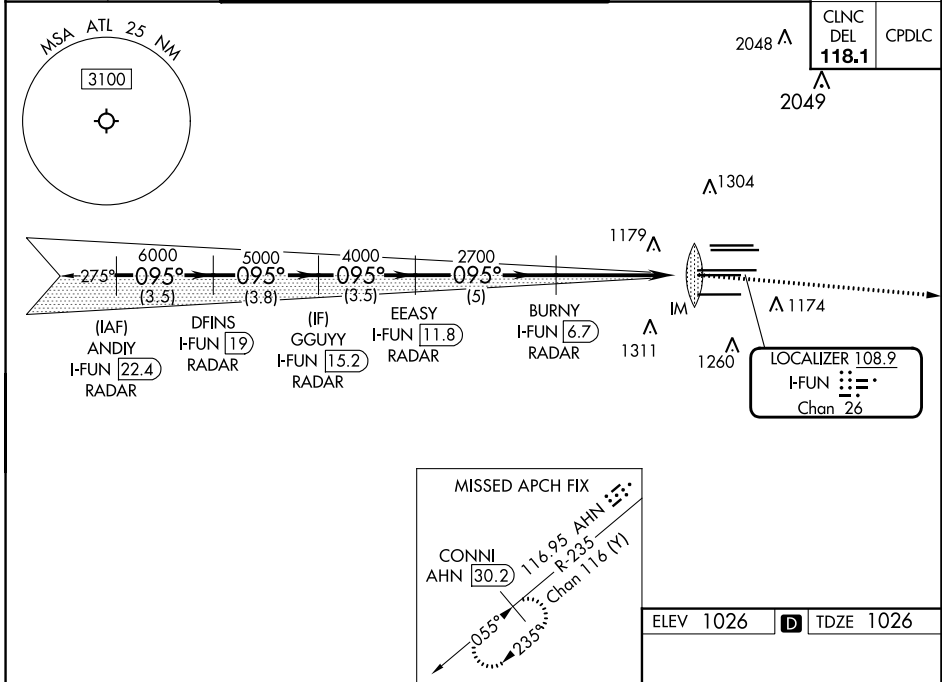 MSA ATL 25 NM
3100
2048
CLNC
DEL
118.1
CPDLC
2049
1304
1179
6000
5000
4000
2700
275°
095°
095°
095°
095°
(3.5)
(3.8)
(3.5)
(5)
(IAF)
ANDIY
I-FUN 22.4
RADAR
DFINS
I-FUN 19
RADAR
(IF)
GGUYY
I-FUN 15.2
RADAR
EEASY
I-FUN 11.8
RADAR
BURNY
I-FUN 6.7
RADAR
IM
1174
1311
1260
LOCALIZER 108.9
I-FUN
Chan 26
MISSED APCH FIX
CONNI
AHN 30.2
116.95 AHN
R-235
Chan 116 (Y)
055°
235°
ELEV 1026
D
TDZE 1026